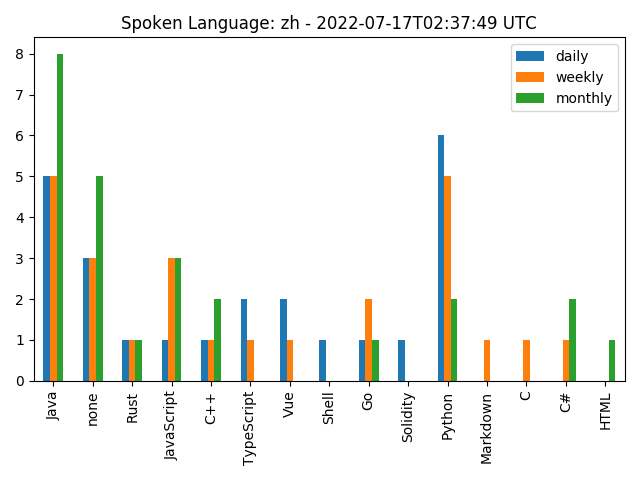 Spoken Language: zh - 2022-07-17T02:37:49 UTC
daily
weekly
monthly
8
7
6
5
4
3
2
1
0
Java
none
Rust
JavaScript
C++
TypeScript
Vue
Shell
Go
Solidity
Python
Markdown
C
C#
HTML